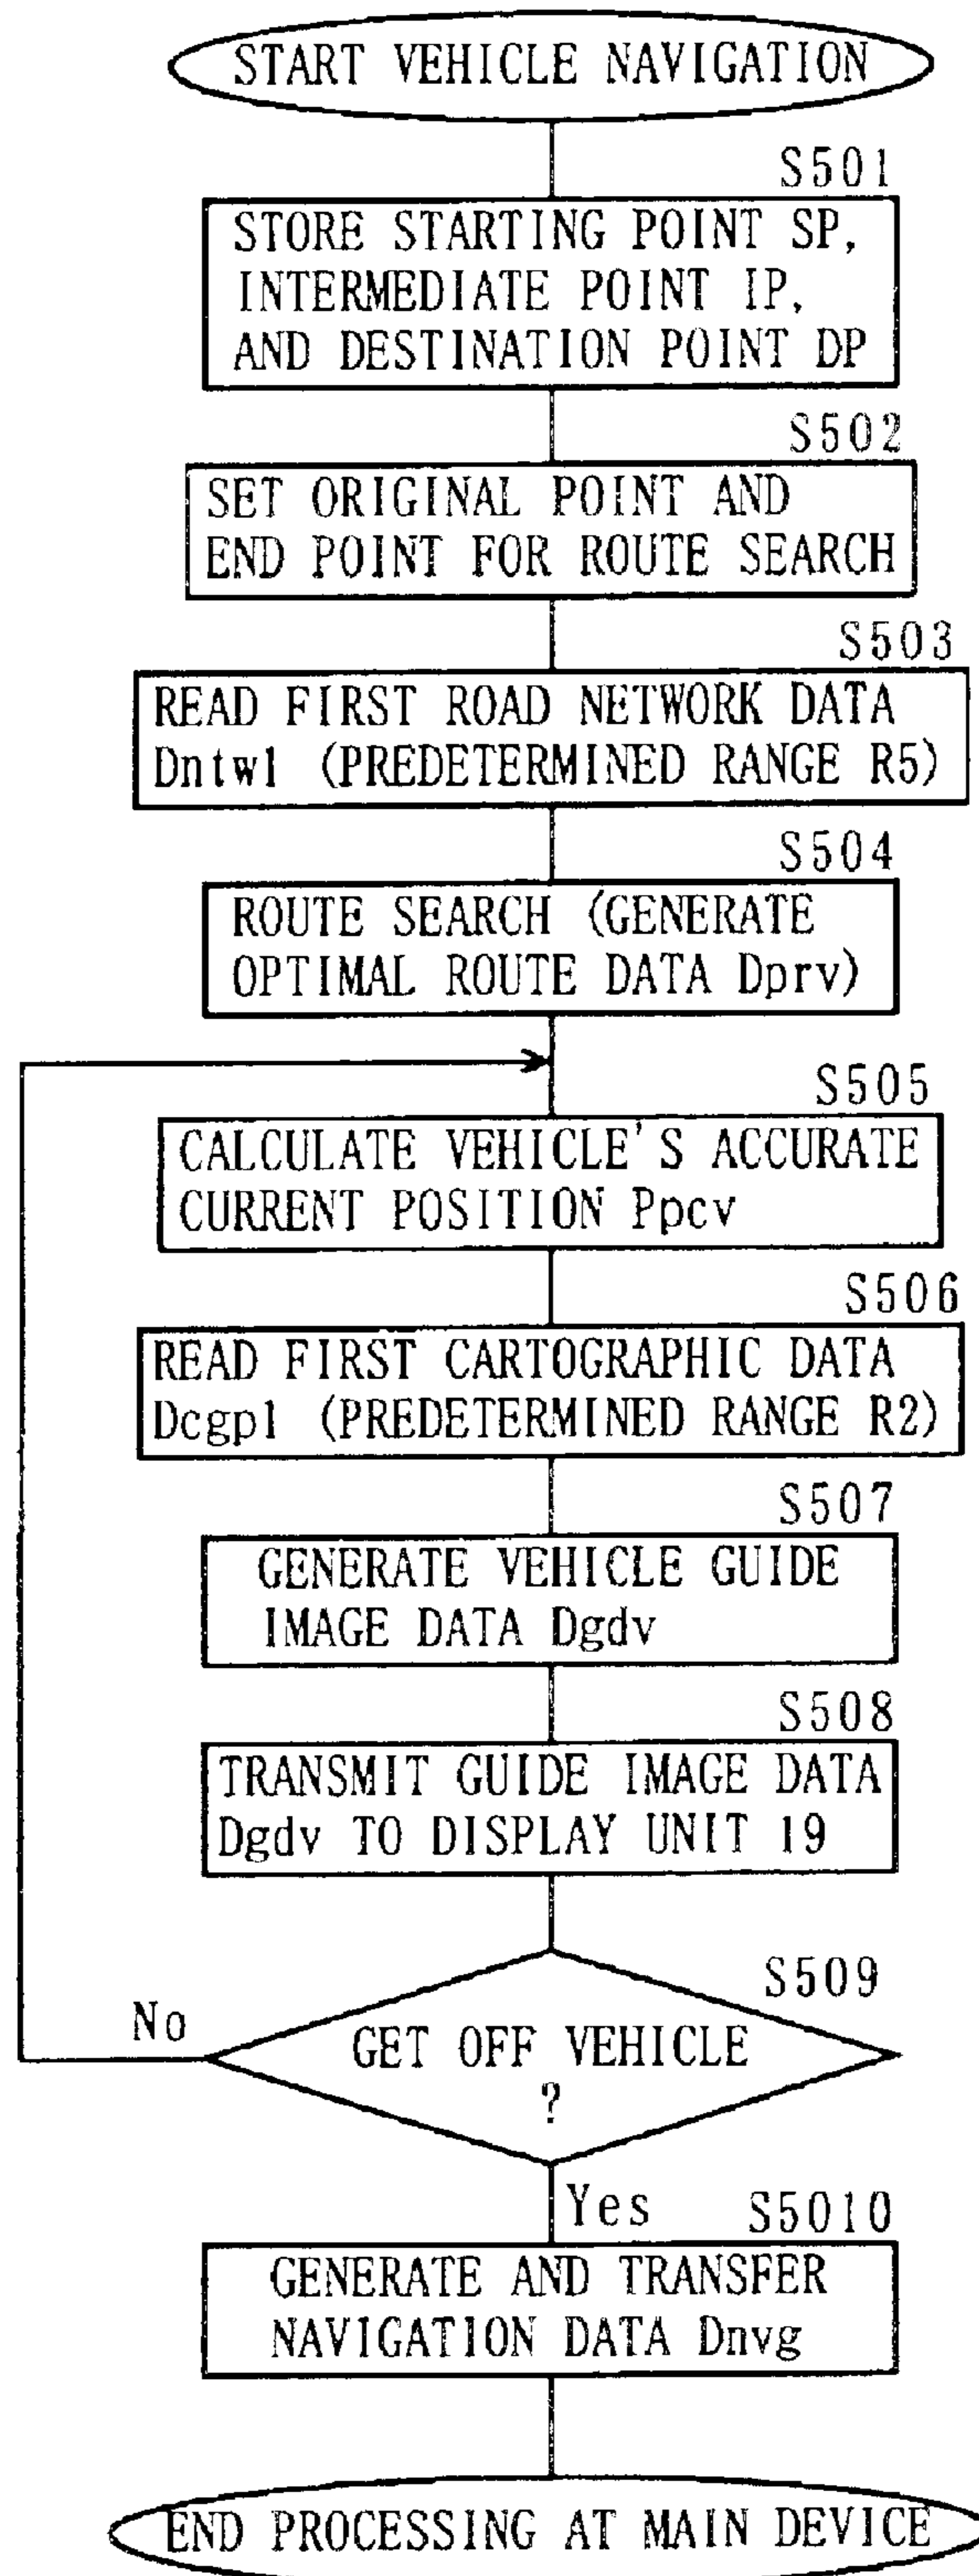 START VEHICLE NAVIGATION
S501
STORE STARTING POINT SP,
INTERMEDIATE POINT IP,
AND DESTINATION POINT DP
S502
SET ORIGINAL POINT AND
END POINT FOR ROUTE SEARCH
S503
READ FIRST ROAD NETWORK DATA
Dntw1 (PREDETERMINED RANGE R5)
S504
ROUTE SEARCH (GENERATE
OPTIMAL ROUTE DATA Dprv)
S505
CALCULATE VEHICLE'S ACCURATE
CURRENT POSITION Ppcv
S506
READ FIRST CARTOGRAPHIC DATA
Dcgp1 (PREDETERMINED RANGE R2)
S507
GENERATE VEHICLE GUIDE
IMAGE DATA Dgdv
S508
TRANSMIT GUIDE IMAGE DATA
Dgdv TO DISPLAY UNIT 19
S509
No
GET OFF VEHICLE
?
Yes
S5010
GENERATE AND TRANSFER
NAVIGATION DATA Dnvg
END PROCESSING AT MAIN DEVICE